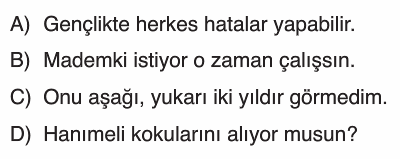 A) Gençlikte herkes hatalar yapabilir.
B) Mademki istiyor o zaman çalışsın.
C) Onu aşağı, yukarı iki yıldır görmedim.
D) Hanımeli kokularını alıyor musun?